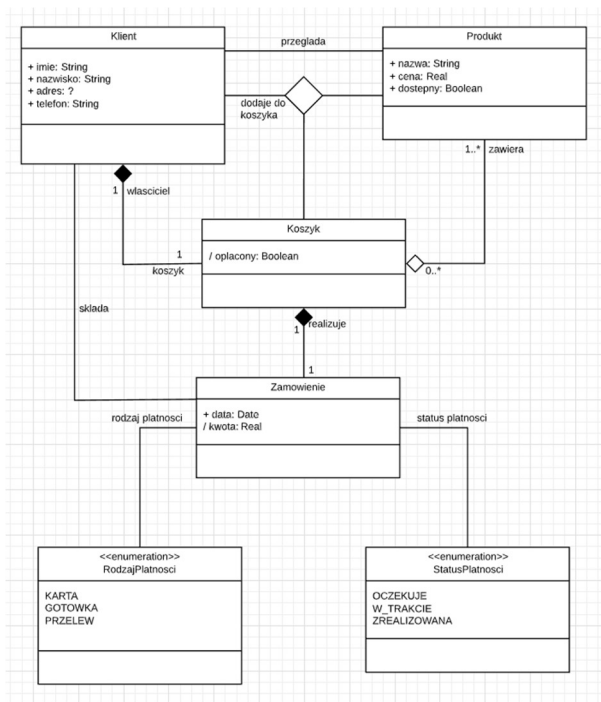 Klient
+ imie: String
+ nazwisko: String
+ adres: ?
+ telefon: String
przeglada
Produkt
+ nazwa: String
+ cena: Real
+ dostepny: Boolean
dodaje do
koszyka
1..*
zawiera
1
wlasciciel
Koszyk
/ oplacony: Boolean
1
koszyk
0..*
sklada
1
realizuje
1
Zamowienie
+ data: Date
/ kwota: Real
rodzaj platnosci
status platnosci
<<enumeration>>
RodzajPlatnosci
KARTA
GOTOWKA
PRZELEW
<<enumeration>>
StatusPlatnosci
OCZEKUJE
W_TRAKCIE
ZREALIZOWANA